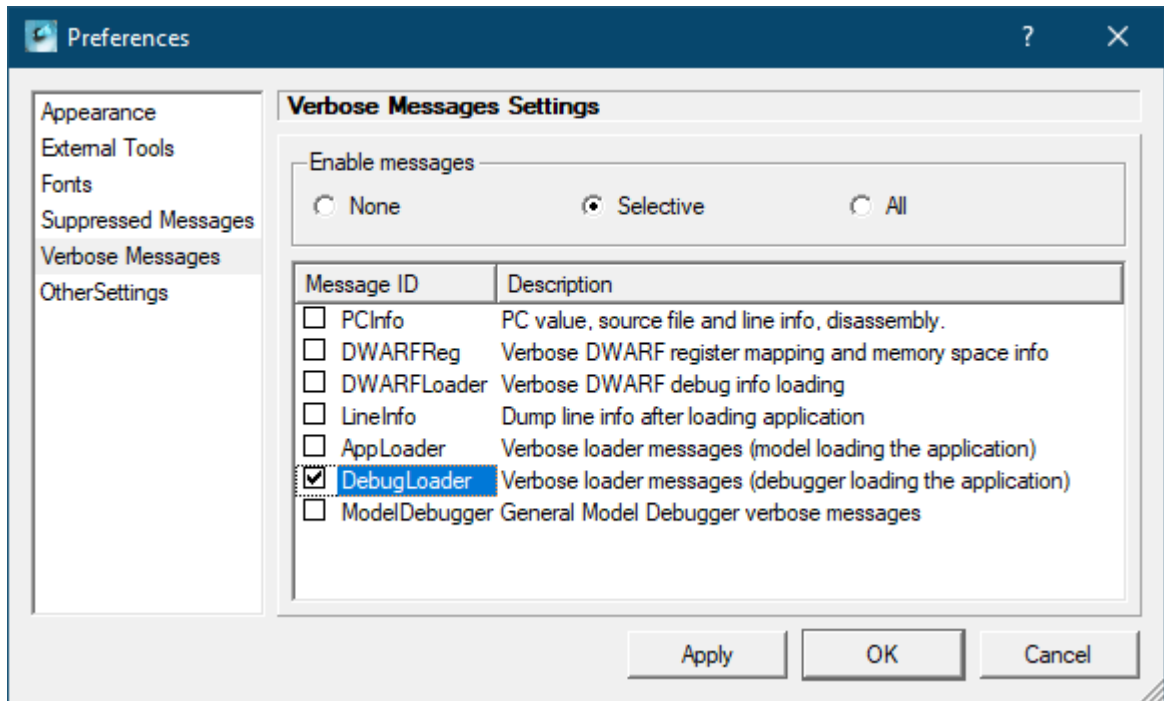 Preferences ?
Appearance
External Tools
Fonts
Suppressed Messages
Verbose Messages
OtherSettings
Verbose Messages Settings
Enable messages
None Selective All
Message ID Description
PCInfo PC value, source file and line info, disassembly.
DWARFReg Verbose DWARF register mapping and memory space info
DWARFLoader Verbose DWARF debug info loading
LineInfo Dump line info after loading application
AppLoader Verbose loader messages (model loading the application)
DebugLoader Verbose loader messages (debugger loading the application)
ModelDebugger General Model Debugger verbose messages
Apply OK Cancel